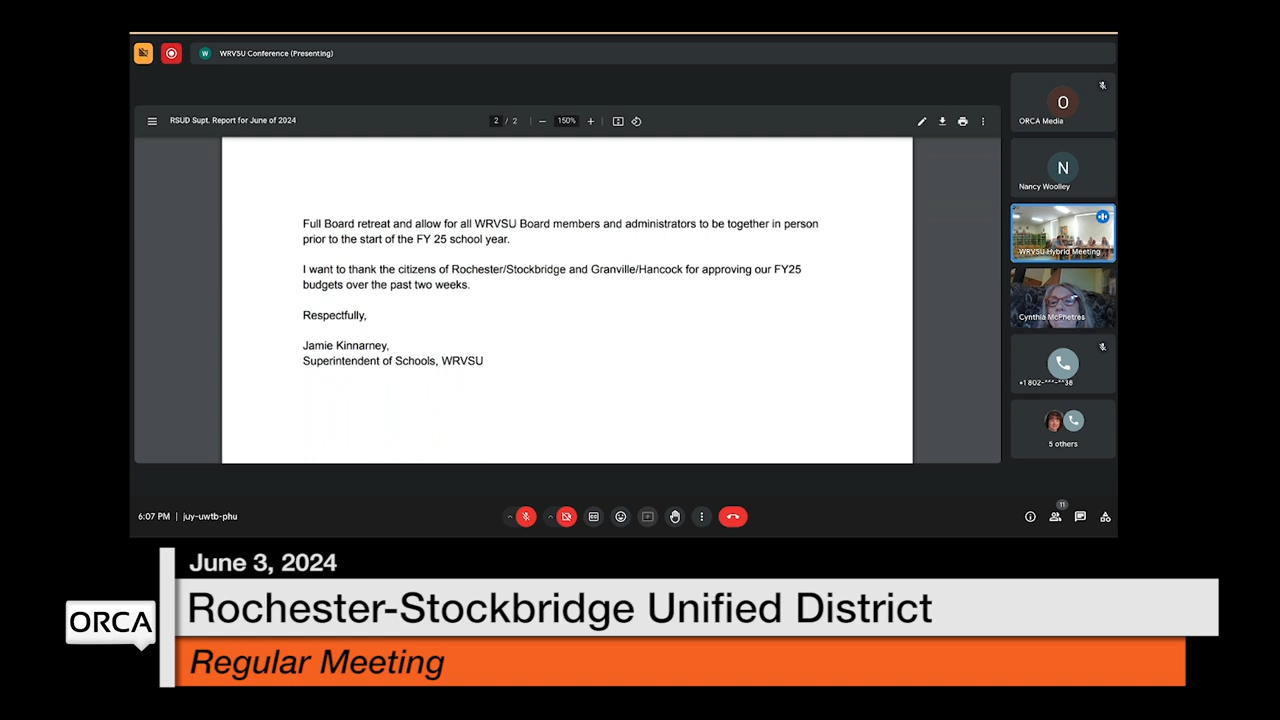 W WRVSU Conference (Presenting)
RSUD Supt. Report for June of 2024
2 / 2
150%
Full Board retreat and allow for all WRVSU Board members and administrators to be together in person
prior to the start of the FY 25 school year.
I want to thank the citizens of Rochester/Stockbridge and Granville/Hancock for approving our FY25
budgets over the past two weeks.
Respectfully,
Jamie Kinnarney,
Superintendent of Schools, WRVSU
O
ORCA Media
N
Nancy Woolley
WRVSU Hybrid Meeting
Cynthia McPhetres
+1 802-***-**38
5 others
6:07 PM | juy-uwtb-phu
11
June 3, 2024
Rochester-Stockbridge Unified District
ORCA
Regular Meeting